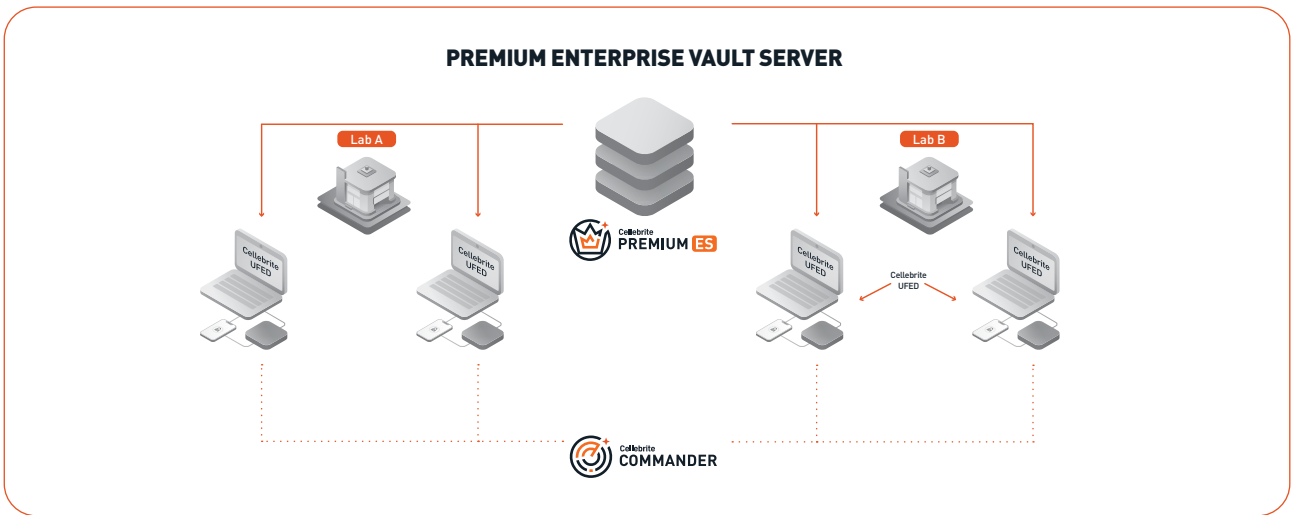 PREMIUM ENTERPRISE VAULT SERVER
Lab A
Lab B
Cellebrite
PREMIUM ES
Cellebrite
UFED
Cellebrite
UFED
Cellebrite
UFED
Cellebrite
UFED
Cellebrite
UFED
Cellebrite
COMMANDER